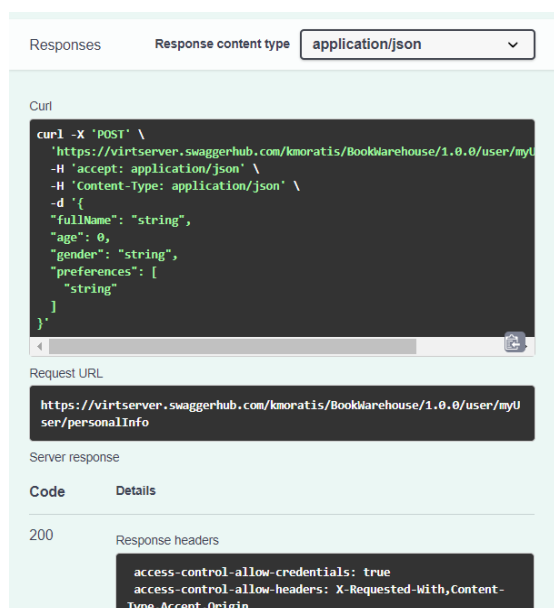 Responses Response content type application/json
Curl
curl -X 'POST' \
'https://virtserver.swaggerhub.com/kmoratis/BookWarehouse/1.0.0/user/myU
-H 'accept: application/json' \
-H 'Content-Type: application/json' \
-d '{
"fullName": "string",
"age": 0,
"gender": "string",
"preferences": [
"string"
]
}'
Request URL
https://virtserver.swaggerhub.com/kmoratis/BookWarehouse/1.0.0/user/myU
ser/personalInfo
Server response
Code Details
200 Response headers
access-control-allow-credentials: true
access-control-allow-headers: X-Requested-With,Content-
Type,Accept,Origin